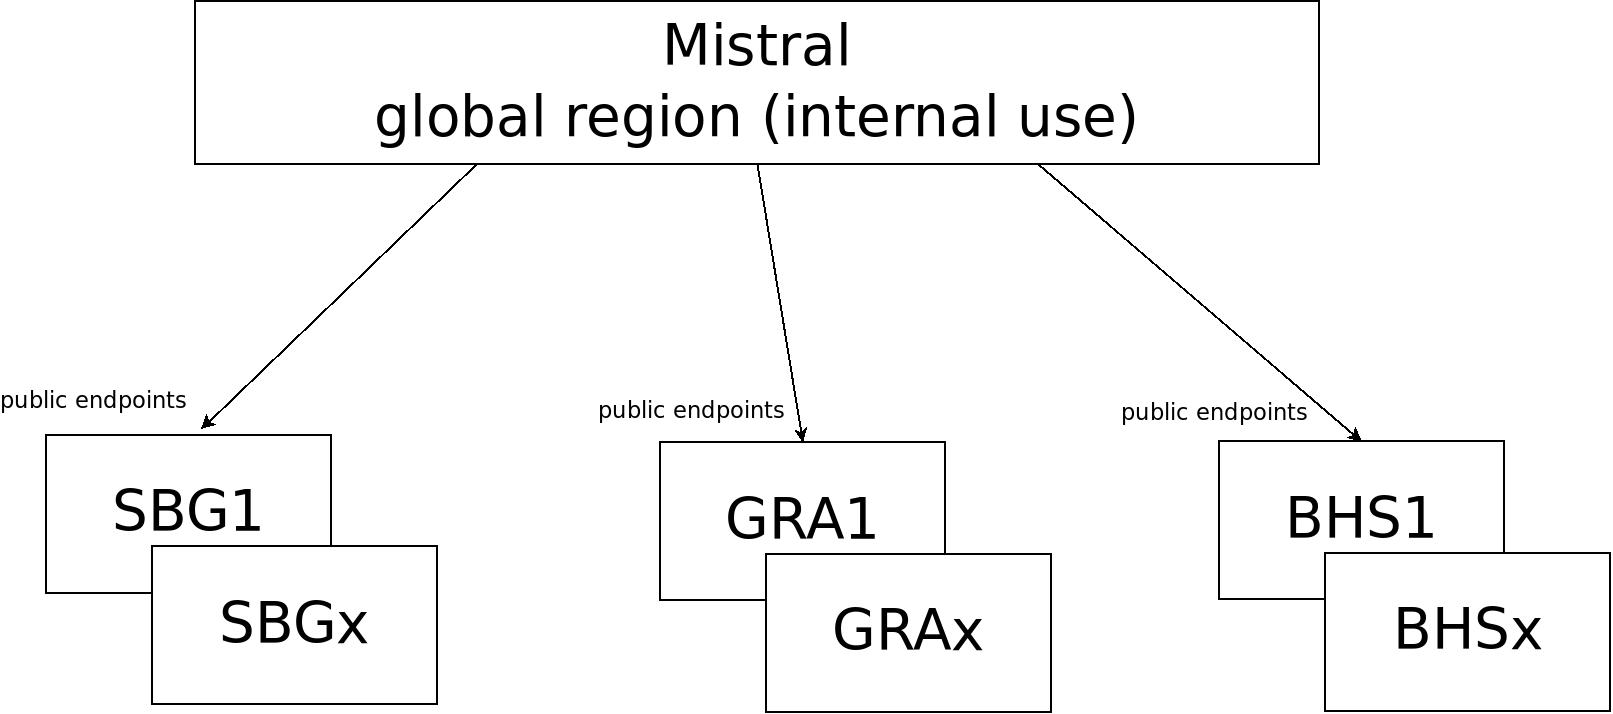 Mistral
global region (internal use)
public endpoints
public endpoints
public endpoints
SBG1
GRA1
BHS1
SBGx
GRAx
BHSx